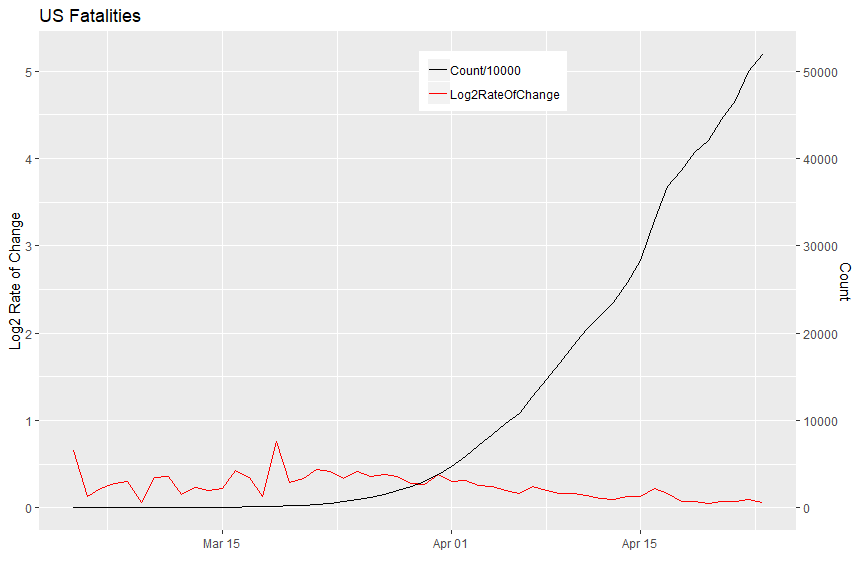 US Fatalities
Count/10000
Log2RateOfChange
Log2 Rate of Change
5
4
3
2
1
0
50000
40000
30000
20000
10000
0
Count
Mar 15
Apr 01
Apr 15